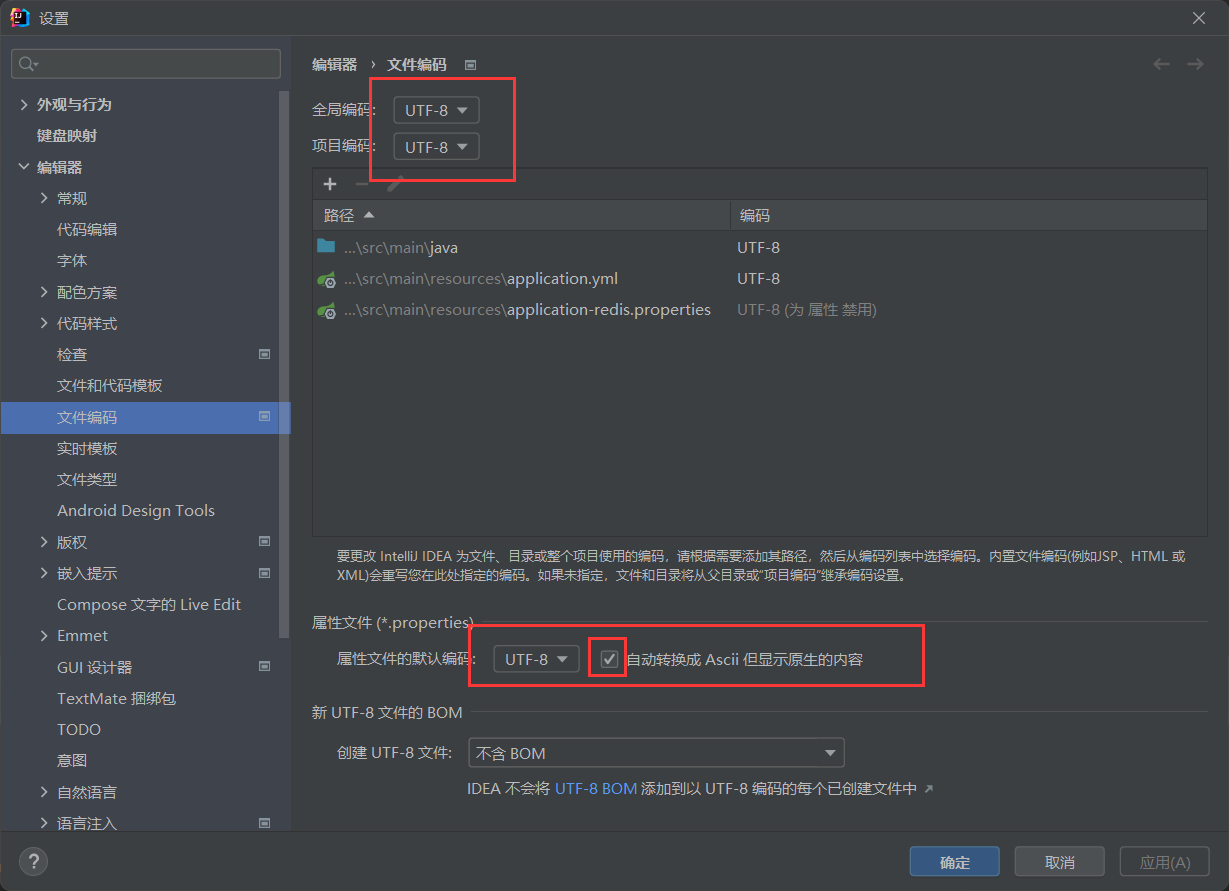 设置
编辑器 › 文件编码
外观与行为
键盘映射
编辑器
常规
代码编辑
字体
配色方案
代码样式
检查
文件和代码模板
文件编码
实时模板
文件类型
Android Design Tools
版权
嵌入提示
Compose 文字的 Live Edit
Emmet
GUI 设计器
TextMate 捆绑包
TODO
意图
自然语言
语言注入
全局编码: UTF-8
项目编码: UTF-8
路径 编码
...\src\main\java UTF-8
...\src\main\resources\application.yml UTF-8
...\src\main\resources\application-redis.properties UTF-8 (为 属性 禁用)
要更改 IntelliJ IDEA 为文件、目录或整个项目使用的编码，请根据需要添加其路径，然后从编码列表中选择编码。内置文件编码(例如JSP、HTML 或
XML)会重写您在此处指定的编码。如果未指定，文件和目录将从父目录或“项目编码”继承编码设置。
属性文件 (*.properties)
属性文件的默认编码: UTF-8 自动转换成 Ascii 但显示原生的内容
新 UTF-8 文件的 BOM
创建 UTF-8 文件: 不含 BOM
IDEA 不会将 UTF-8 BOM 添加到以 UTF-8 编码的每个已创建文件中 ↗
? 确定 取消 应用(A)